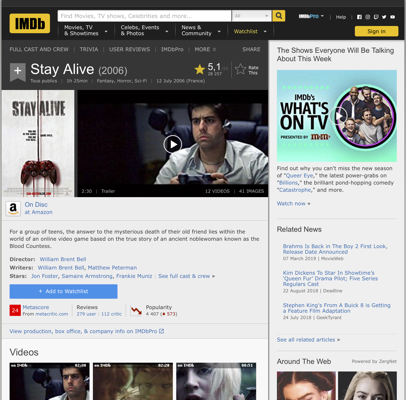 IMDb
Find Movies, TV shows, Celebrities and more...
All
IMDbPro
Help
Movies, TV & Showtimes
Celebs, Events & Photos
News & Community
Watchlist
Sign in
FULL CAST AND CREW | TRIVIA | USER REVIEWS | IMDbPro | MORE
SHARE
Stay Alive (2006)
5,1
Rate This
Tous publics | 1h 25min | Fantasy, Horror, Sci-Fi | 12 July 2006 (France)
STAY ALIVE
2:30 | Trailer
12 VIDEOS | 41 IMAGES
On Disc
at Amazon
For a group of teens, the answer to the mysterious death of their old friend lies within the world of an online video game based on the true story of an ancient noblewoman known as the Blood Countess.
Director: William Brent Bell
Writers: William Brent Bell, Matthew Peterman
Stars: Jon Foster, Samaire Armstrong, Frankie Muniz | See full cast & crew »
+ Add to Watchlist
24
Metascore
From metacritic.com
Reviews
279 user | 112 critic
Popularity
4 467 ( 573)
View production, box office, & company info on IMDbPro
Videos
02:30
02:20
00:51
The Shows Everyone Will Be Talking About This Week
IMDb's
WHAT'S ON TV
PRESENTED BY
Find out why you can't miss the new season of "Queer Eye," the latest power-grabs on "Billions," the brilliant pond-hopping comedy "Catastrophe," and more.
Watch now »
Related News
Brahms Is Back in The Boy 2 First Look, Release Date Announced
07 March 2019 | MovieWeb
Kim Dickens To Star In Showtime's 'Queen Fur' Drama Pilot; Five Series Regulars Cast
22 August 2018 | Deadline
Stephen King's From A Buick 8 is Getting a Feature Film Adaptation
24 July 2018 | GeekTyrant
See all related articles »
Around The Web
Powered by ZergNet